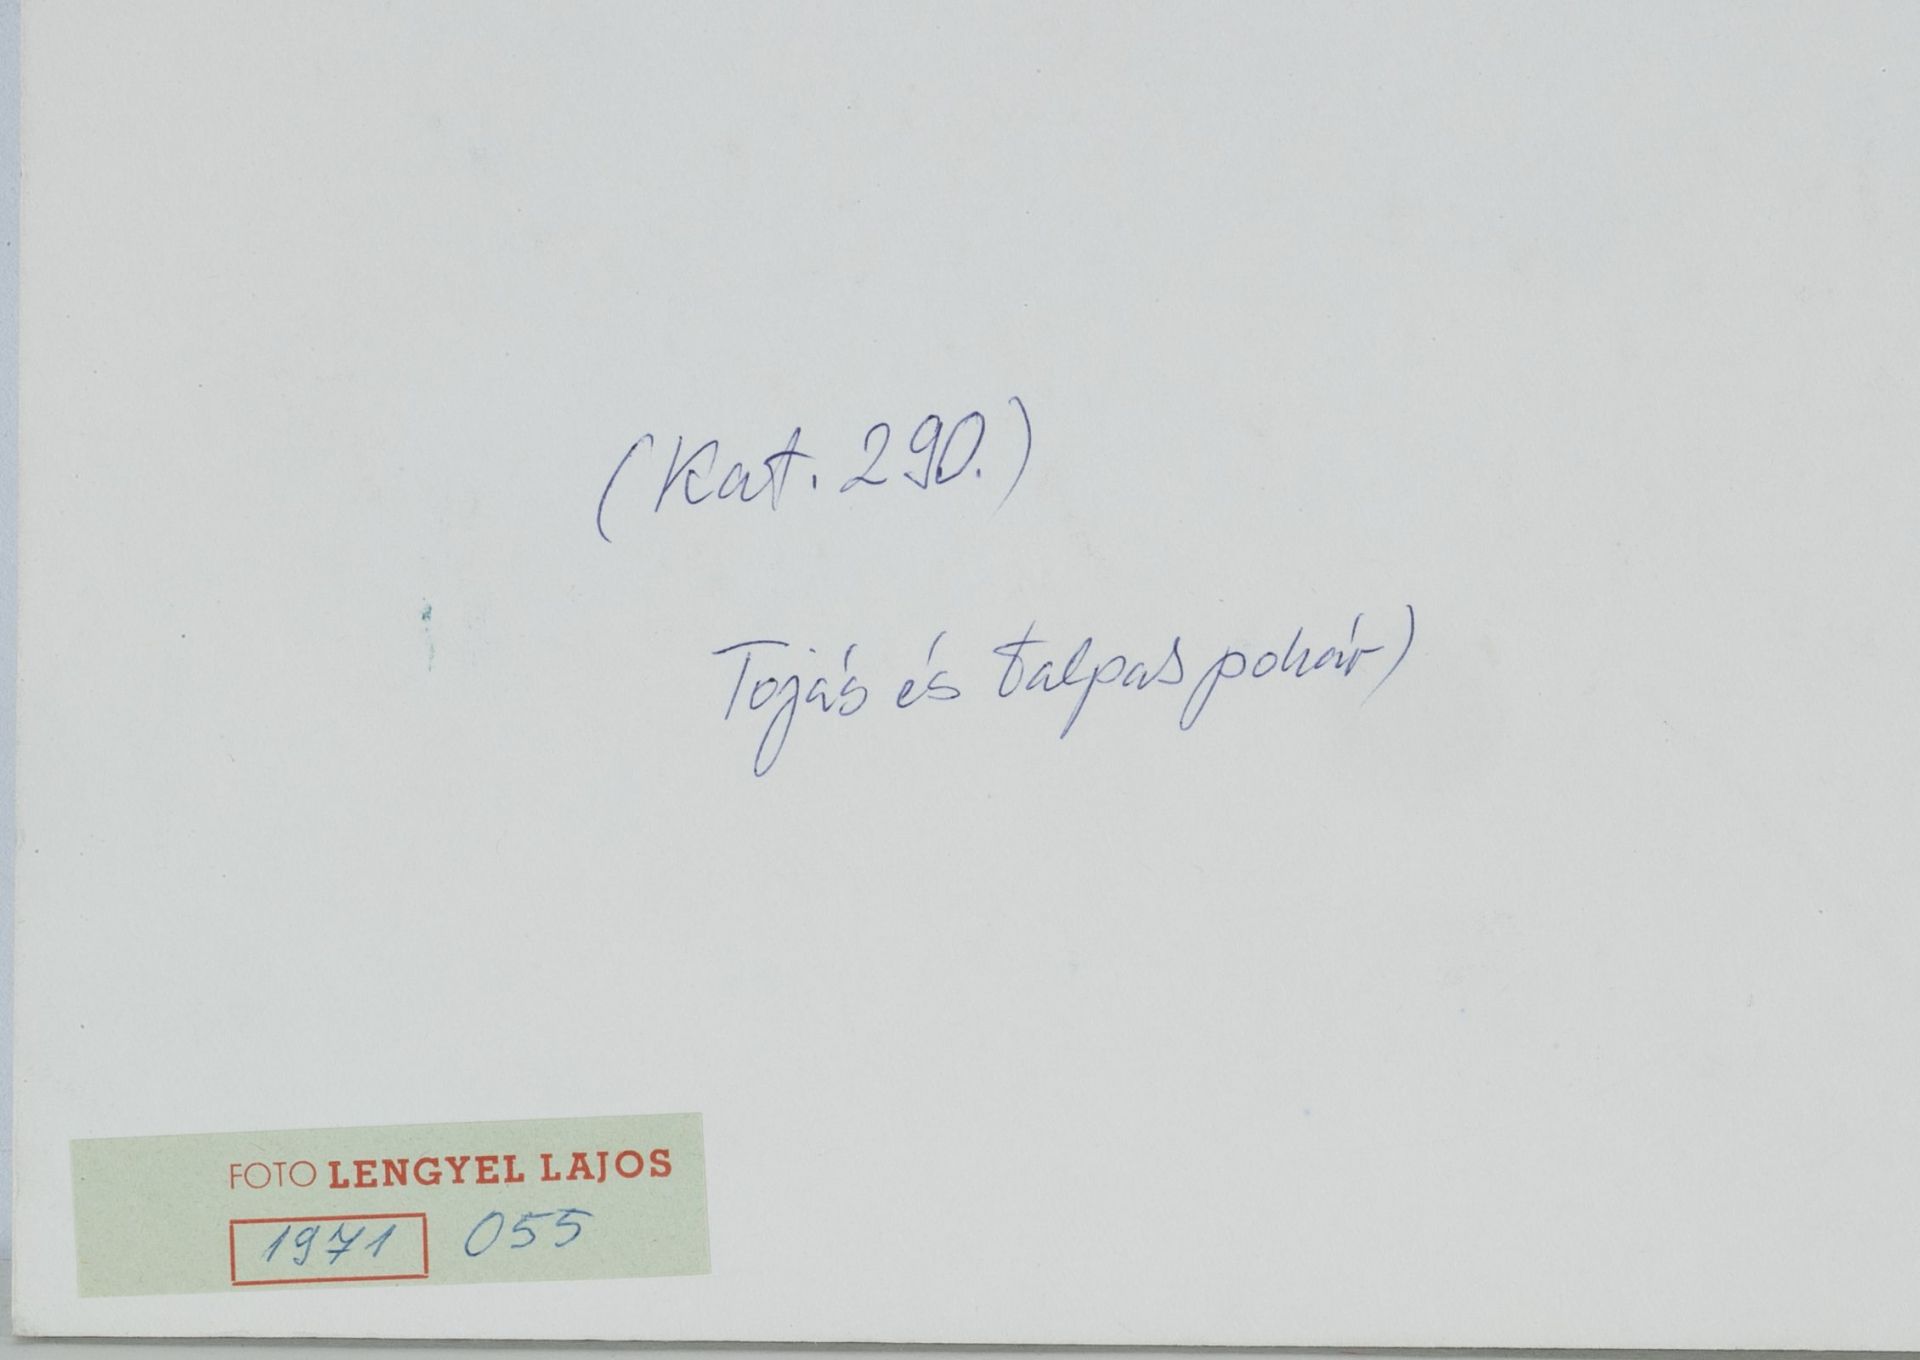 (Kat. 290.)
Tojás és talpas pohár)
FOTO LENGYEL LAJOS
1971 055